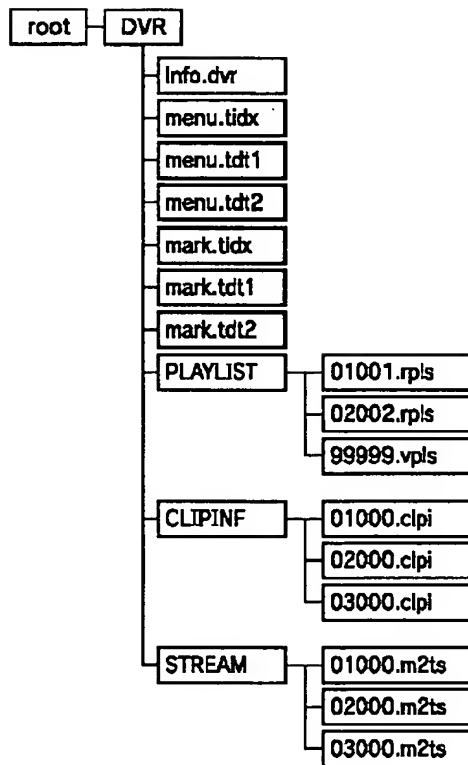 root DVR
Info.dvr
menu.tidx
menu.tdt1
menu.tdt2
mark.tidx
mark.tdt1
mark.tdt2
PLAYLIST 01001.rpls
02002.rpls
99999.vpls
CLIPINF 01000.clpi
02000.clpi
03000.clpi
STREAM 01000.m2ts
02000.m2ts
03000.m2ts